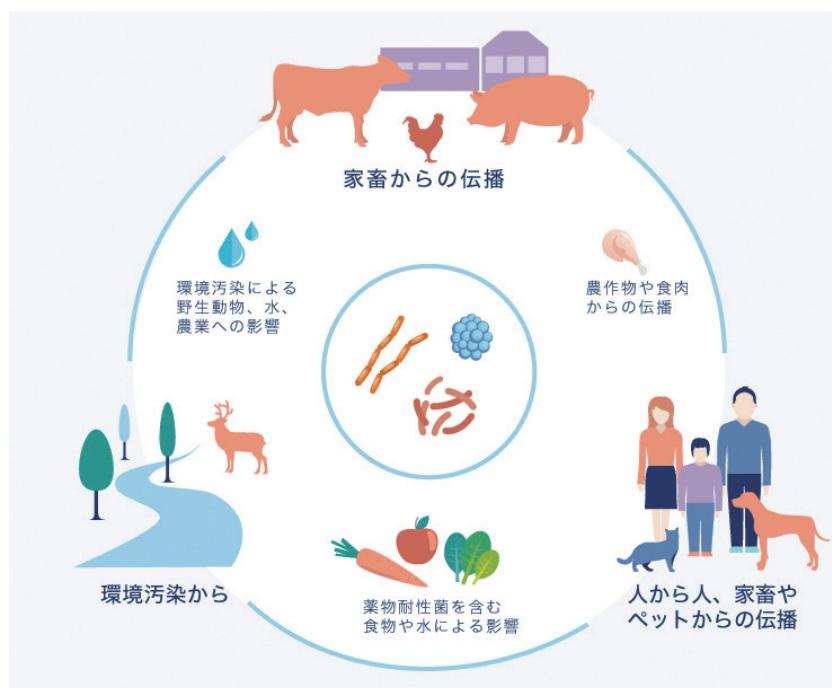 家畜からの伝播
環境汚染による
野生動物、水、
農業への影響
農作物や食肉
からの伝播
環境汚染から
薬物耐性菌を含む
食物や水による影響
人から人、家畜や
ペットからの伝播